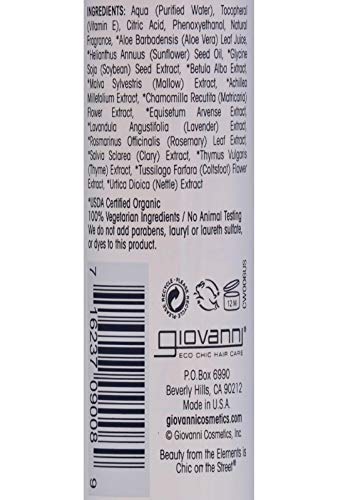 INGREDIENTS: Aqua (Purified Water), Tocopherol
(Vitamin E), Citric Acid, Phenoxyethanol, Natural
Fragrance, *Aloe Barbadensis (Aloe Vera) Leaf Juice,
*Helianthus Annus (Sunflower) Seed Oil, *Glycine
Soja (Soybean) Seed Extract, *Betula Alba Extract,
*Malva Sylvestris (Mallow) Extract, *Achillea
Millefolium Extract, *Chamomilla Recutita (Matricaria)
Flower Extract, *Equisetum Arvense Extract,
*Lavandula Angustifolia (Lavender) Extract,
*Rosmarinus Officinalis (Rosemary) Leaf Extract,
*Salvia Sclarea (Clary) Extract, *Thymus Vulgaris
(Thyme) Extract, *Tussilago Farfara (Coltsfoot) Flower
Extract, *Urtica Dioica (Nettle) Extract
*USDA Certified Organic
100% Vegetarian Ingredients / No Animal Testing
We do not add parabens, lauryl or laureth sulfate,
or dyes to this product.
PLEASE RECYCLE
PLEASE RECYCLE
12 M
giovanni®
ECO CHIC HAIR CARE
P.O.Box 6990
Beverly Hills, CA 90212
Made in U.S.A.
giovannicosmetics.com
© Giovanni Cosmetics, Inc.
Beauty from the Elements is
Chic on the Street®
7 16237 09008 9